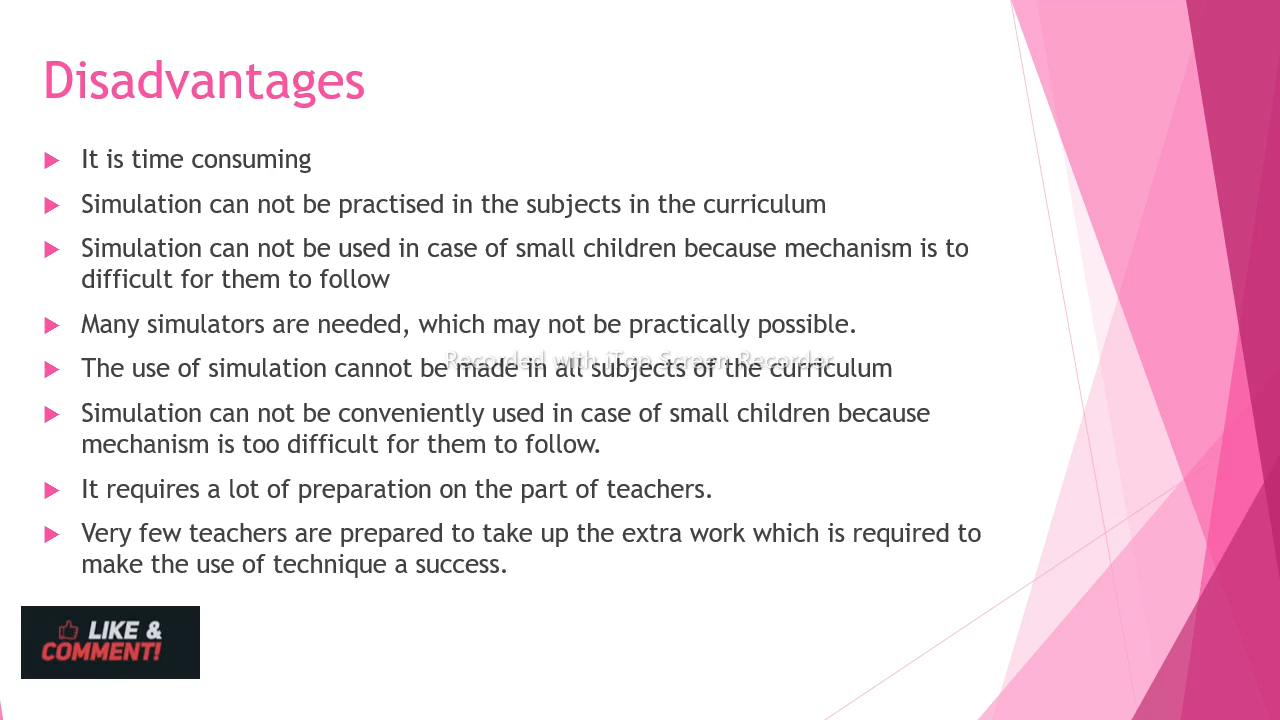 Disadvantages
It is time consuming
Simulation can not be practised in the subjects in the curriculum
Simulation can not be used in case of small children because mechanism is to
difficult for them to follow
Many simulators are needed, which may not be practically possible.
Recorded with iTop Screen Recorder
The use of simulation cannot be made in all subjects of the curriculum
Simulation can not be conveniently used in case of small children because
mechanism is too difficult for them to follow.
It requires a lot of preparation on the part of teachers.
Very few teachers are prepared to take up the extra work which is required to
make the use of technique a success.
LIKE &
COMMENT!